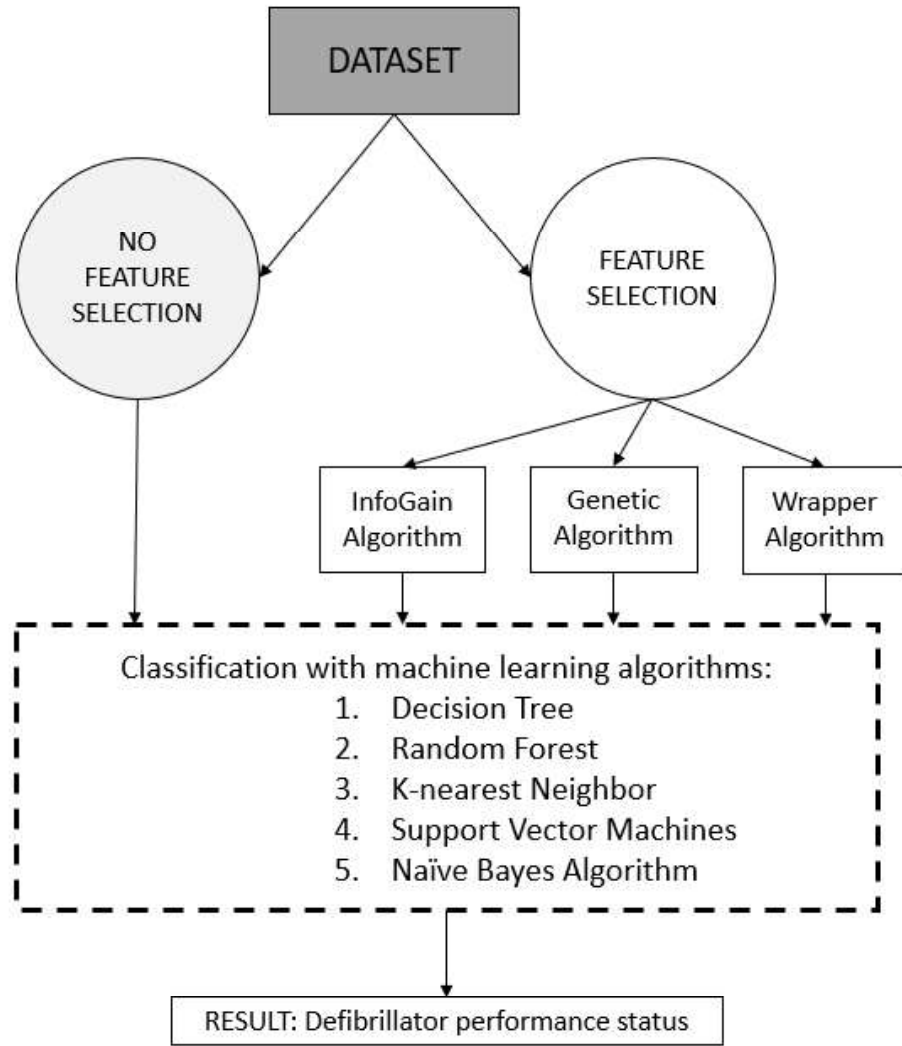 DATASET
NO
FEATURE
SELECTION
FEATURE
SELECTION
InfoGain
Algorithm
Genetic
Algorithm
Wrapper
Algorithm
Classification with machine learning algorithms:
1. Decision Tree
2. Random Forest
3. K-nearest Neighbor
4. Support Vector Machines
5. Naïve Bayes Algorithm
RESULT: Defibrillator performance status